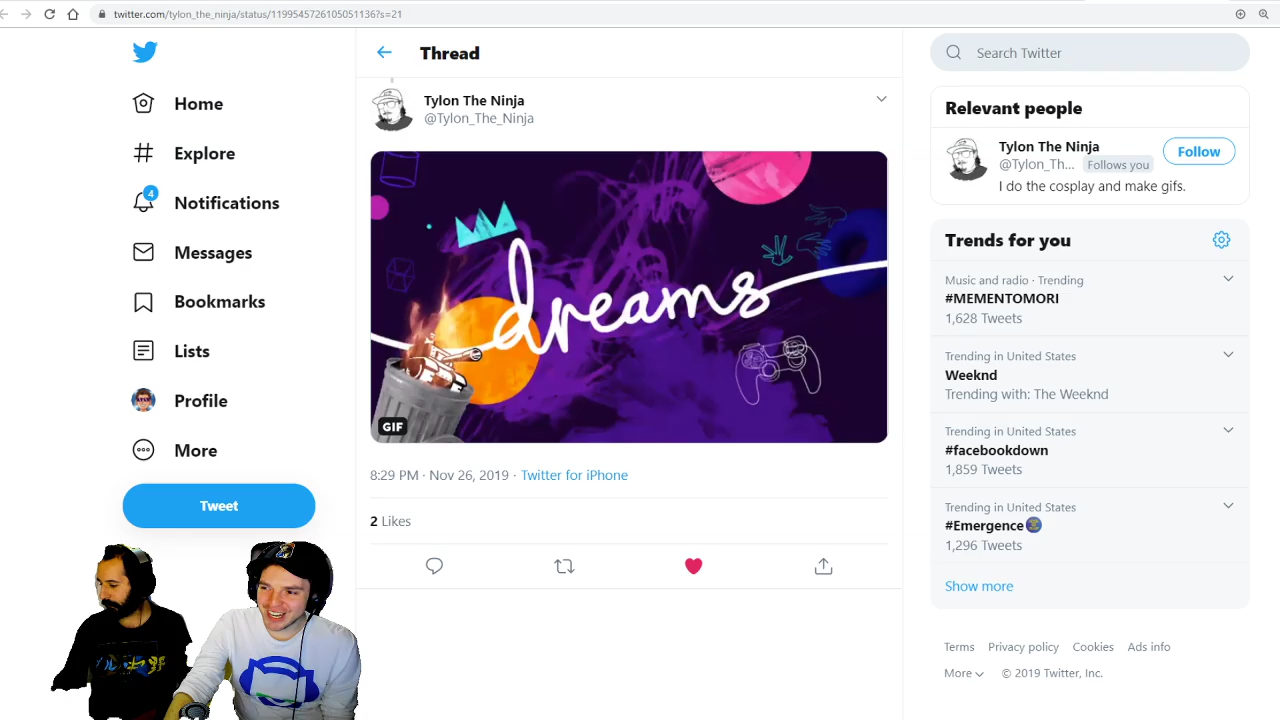 twitter.com/tylon_the_ninja/status/1199545726105051136?s=21
Home
Explore
4
Notifications
Messages
Bookmarks
Lists
Profile
More
Tweet
Thread
Tylon The Ninja
@Tylon_The_Ninja
dreams
GIF
8:29 PM · Nov 26, 2019 · Twitter for iPhone
2 Likes
Search Twitter
Relevant people
Tylon The Ninja
@Tylon_Th... Follows you
Follow
I do the cosplay and make gifs.
Trends for you
Music and radio · Trending
#MEMENTOMORI
1,628 Tweets
Trending in United States
Weeknd
Trending with: The Weeknd
Trending in United States
#facebookdown
1,859 Tweets
Trending in United States
#Emergence
1,296 Tweets
Show more
Terms Privacy policy Cookies Ads info
More © 2019 Twitter, Inc.